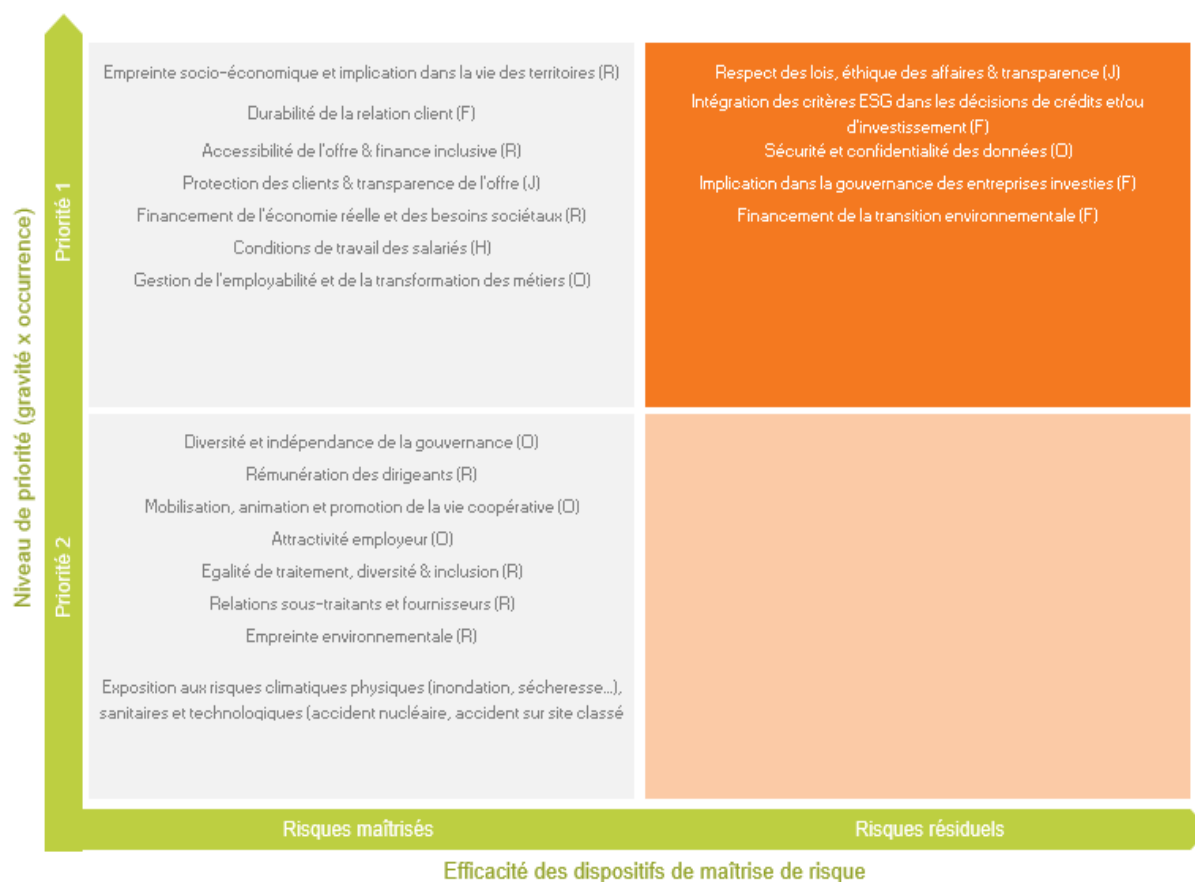 Niveau de priorité (gravité x occurrence)
Priorité 1
Empreinte socio-économique et implication dans la vie des territoires (R)
Durabilité de la relation client (F)
Accessibilité de l'offre & finance inclusive (R)
Protection des clients & transparence de l'offre (J)
Financement de l'économie réelle et des besoins sociétaux (R)
Conditions de travail des salariés (H)
Gestion de l'employabilité et de la transformation des métiers (O)
Respect des lois, éthique des affaires & transparence (J)
Intégration des critères ESG dans les décisions de crédits et/ou
d'investissement (F)
Sécurité et confidentialité des données (O)
Implication dans la gouvernance des entreprises investies (F)
Financement de la transition environnementale (F)
Priorité 2
Diversité et indépendance de la gouvernance (O)
Rémunération des dirigeants (R)
Mobilisation, animation et promotion de la vie coopérative (O)
Attractivité employeur (O)
Egalité de traitement, diversité & inclusion (R)
Relations sous-traitants et fournisseurs (R)
Empreinte environnementale (R)
Exposition aux risques climatiques physiques (inondation, sécheresse...),
sanitaires et technologiques (accident nucléaire, accident sur site classé
Risques maîtrisés
Risques résiduels
Efficacité des dispositifs de maîtrise de risque